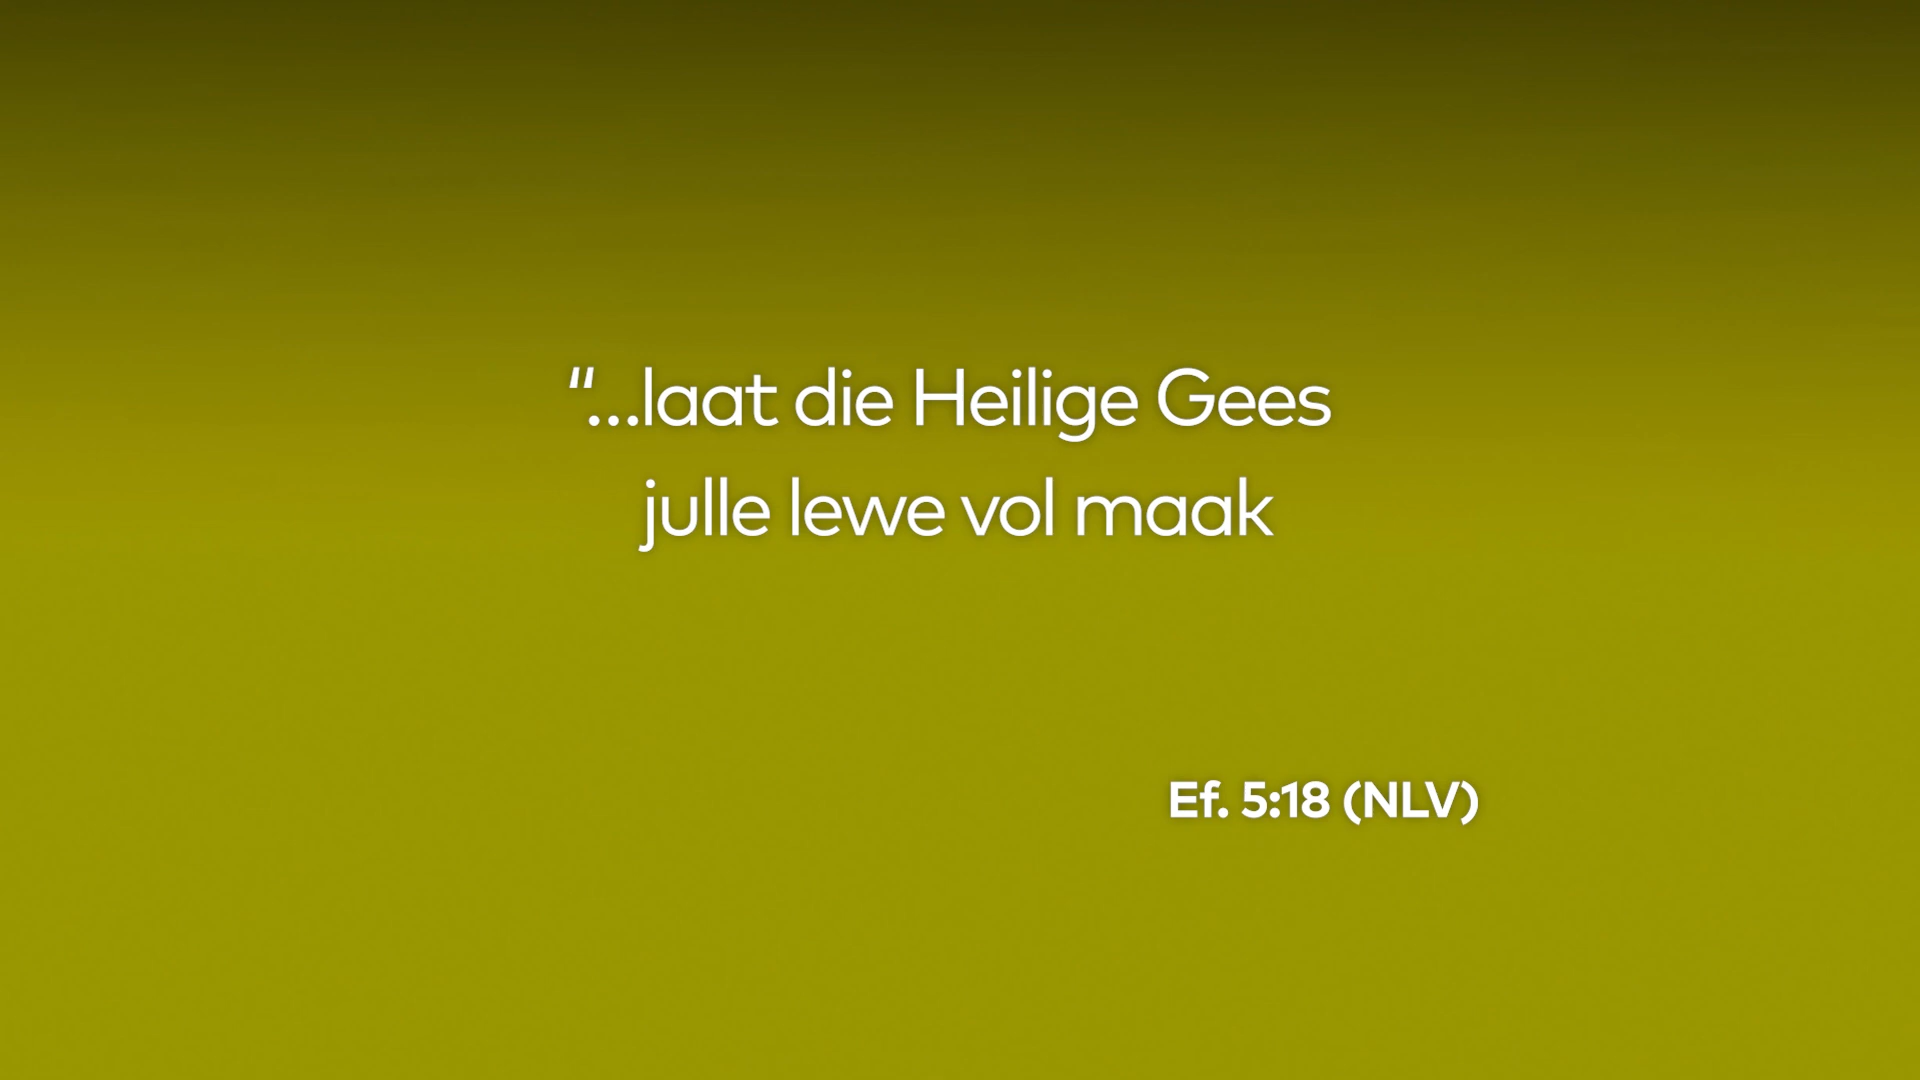 “...laat die Heilige Gees
julle lewe vol maak
Ef. 5:18 (NLV)